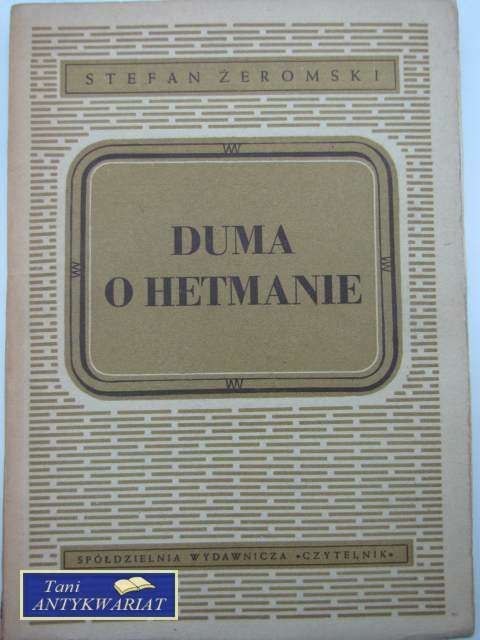 STEFAN ŻEROMSKI
DUMA
O HETMANIE
SPÓŁDZIELNIA WYDAWNICZA «CZYTELNIK»
Tani
ANTYKWARIAT